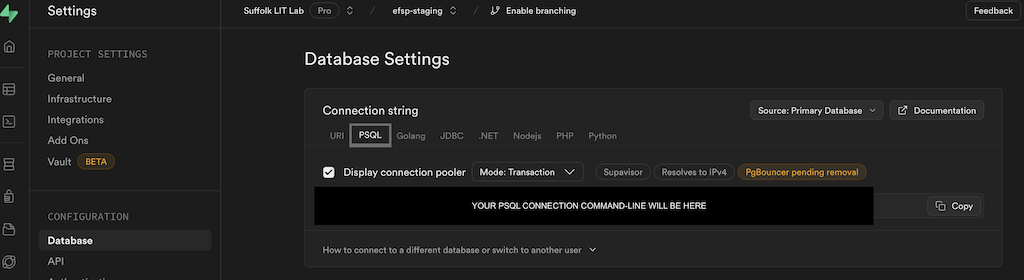 Settings
Suffolk LIT Lab Pro / efsp-staging / Enable branching
Feedback
PROJECT SETTINGS
General
Infrastructure
Integrations
Add Ons
Vault BETA
CONFIGURATION
Database
API
Database Settings
Connection string
Source: Primary Database
Documentation
URI PSQL Golang JDBC .NET Nodejs PHP Python
Display connection pooler Mode: Transaction Supavisor Resolves to IPv4 PgBouncer pending removal
YOUR PSQL CONNECTION COMMAND-LINE WILL BE HERE
Copy
How to connect to a different database or switch to another user